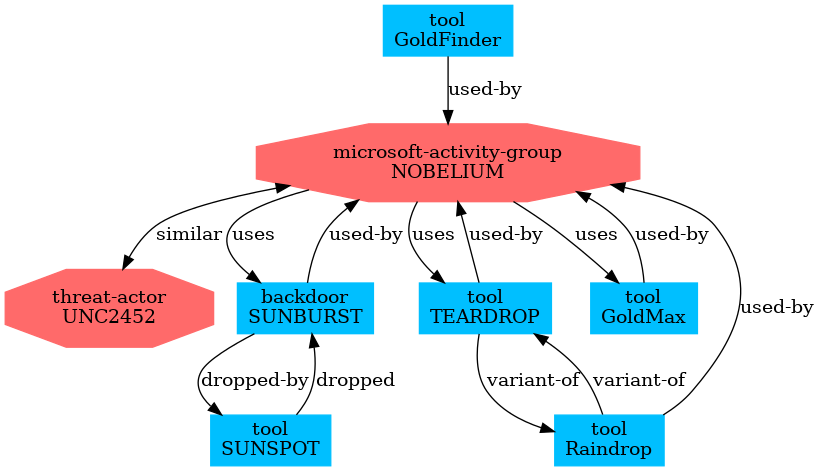 tool
GoldFinder
used-by
microsoft-activity-group
NOBELIUM
similar
uses
used-by
uses
used-by
uses
used-by
used-by
threat-actor
UNC2452
backdoor
SUNBURST
tool
TEARDROP
tool
GoldMax
dropped-by
dropped
variant-of
variant-of
tool
SUNSPOT
tool
Raindrop